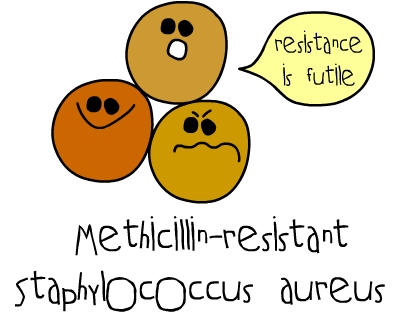 resistance
is futile
Methicillin-resistant
staphylococcus aureus